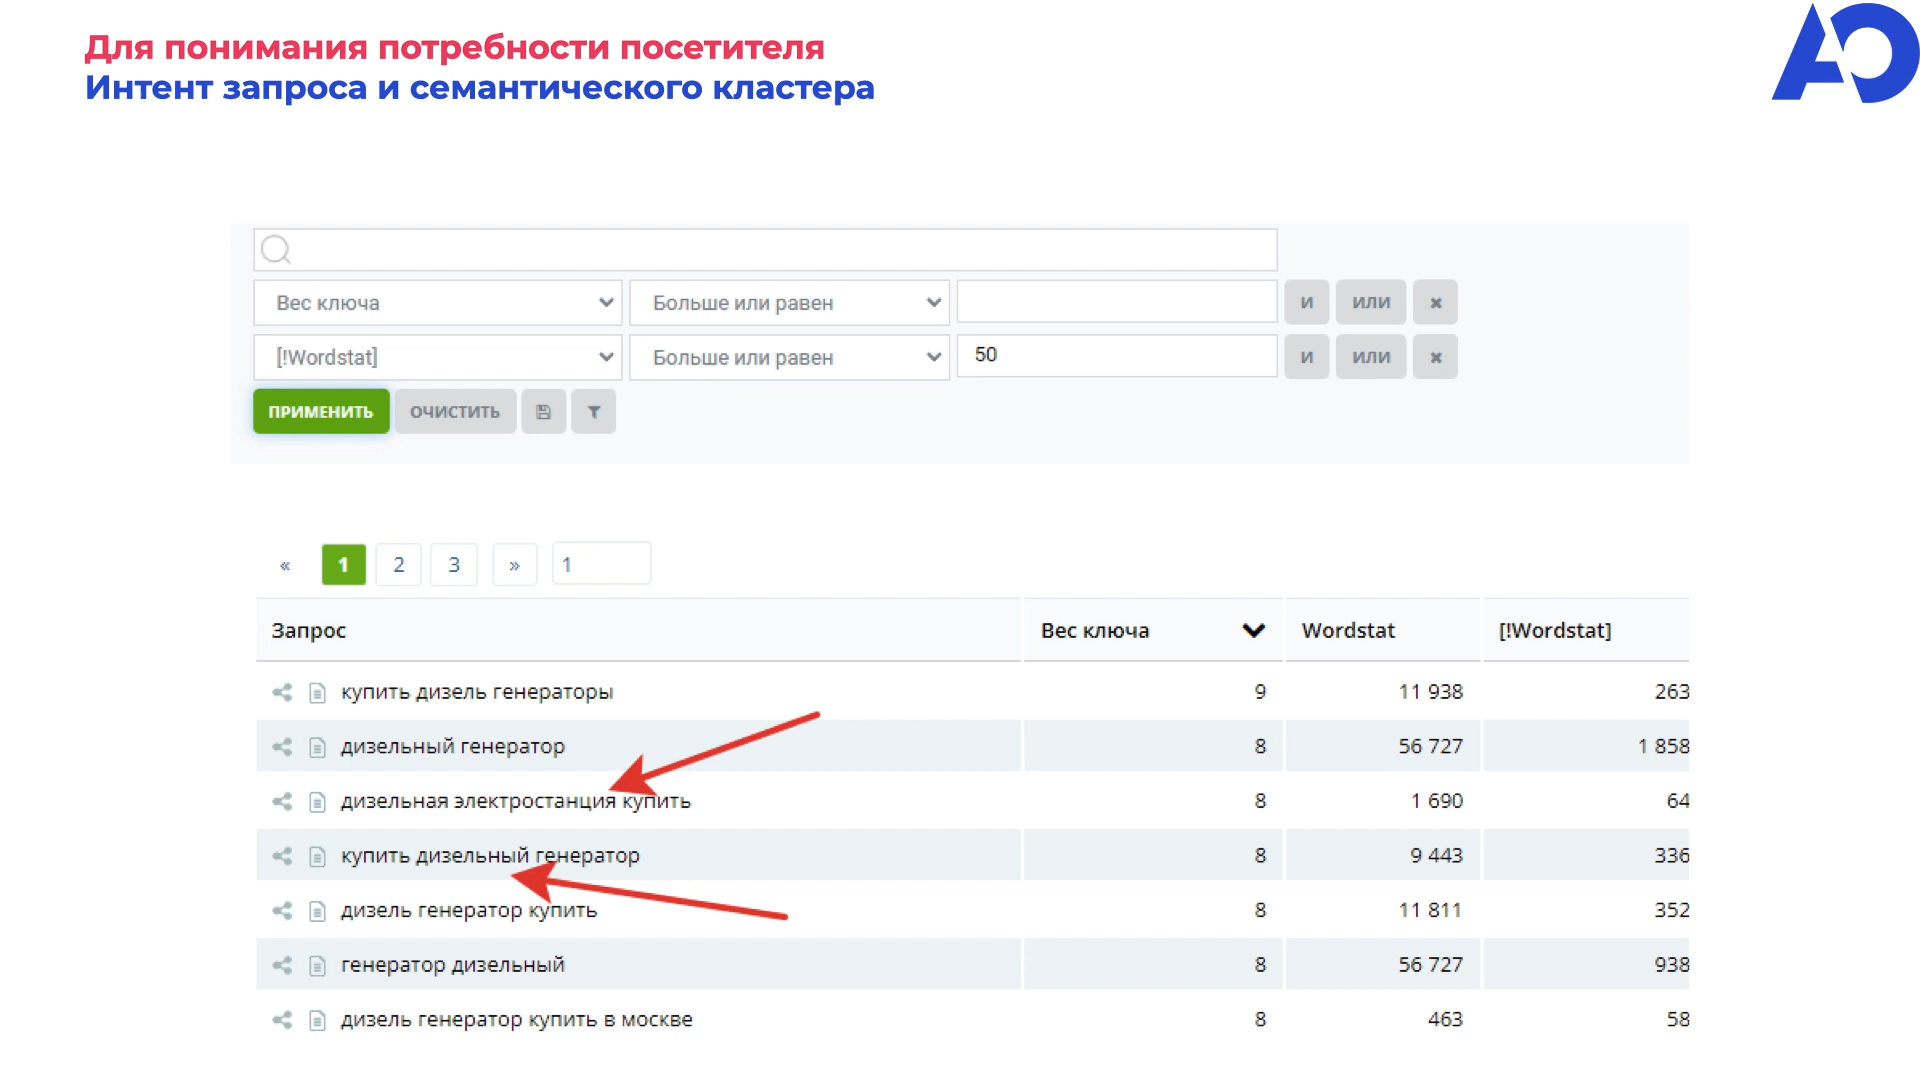 Для понимания потребности посетителя
Интент запроса и семантического кластера
АО
Вес ключа Больше или равен И ИЛИ ×
[!Wordstat] Больше или равен 50 И ИЛИ ×
ПРИМЕНИТЬ ОЧИСТИТЬ
« 1 2 3 » 1
Запрос Вес ключа Wordstat [!Wordstat]
купить дизель генераторы 9 11 938 263
дизельный генератор 8 56 727 1 858
дизельная электростанция купить 8 1 690 64
купить дизельный генератор 8 9 443 336
дизель генератор купить 8 11 811 352
генератор дизельный 8 56 727 938
дизель генератор купить в москве 8 463 58